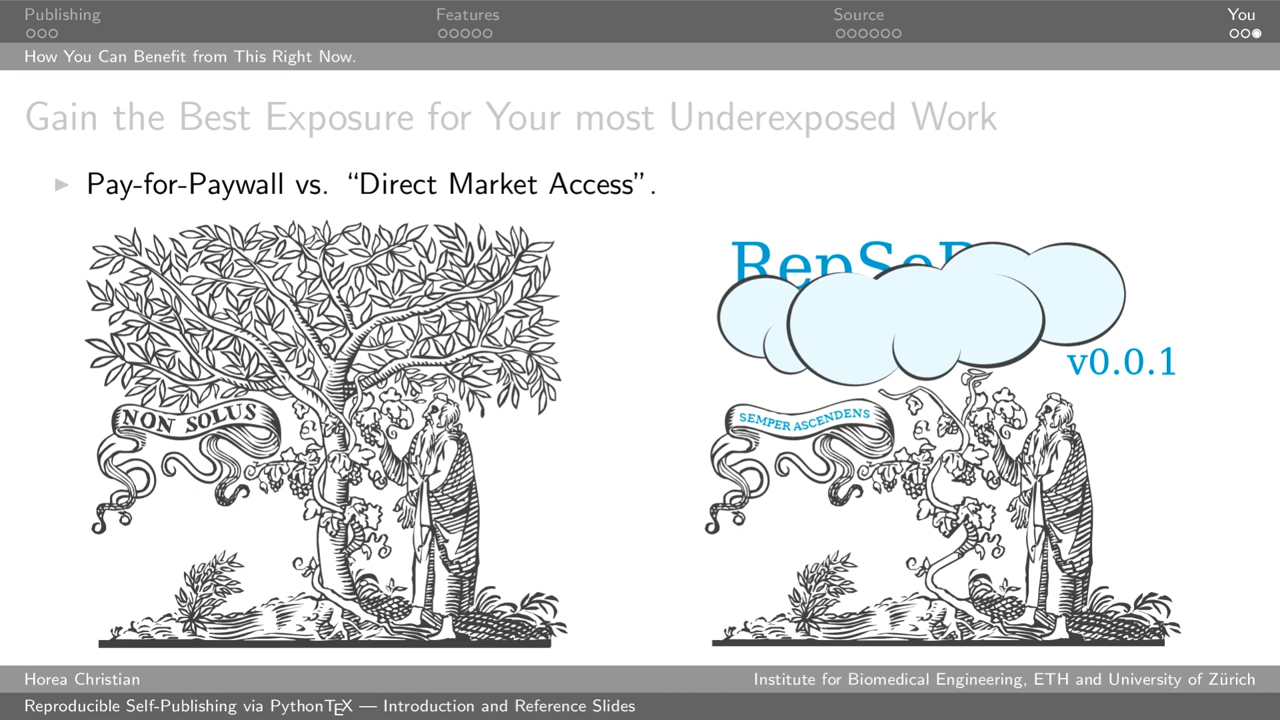 Publishing Features Source You
How You Can Benefit from This Right Now.
Gain the Best Exposure for Your most Underexposed Work
Pay-for-Paywall vs. “Direct Market Access”.
v0.0.1
NON SOLUS
SEMPER ASCENDENS
Horea Christian
Institute for Biomedical Engineering, ETH and University of Zürich
Reproducible Self-Publishing via PythonTEX — Introduction and Reference Slides